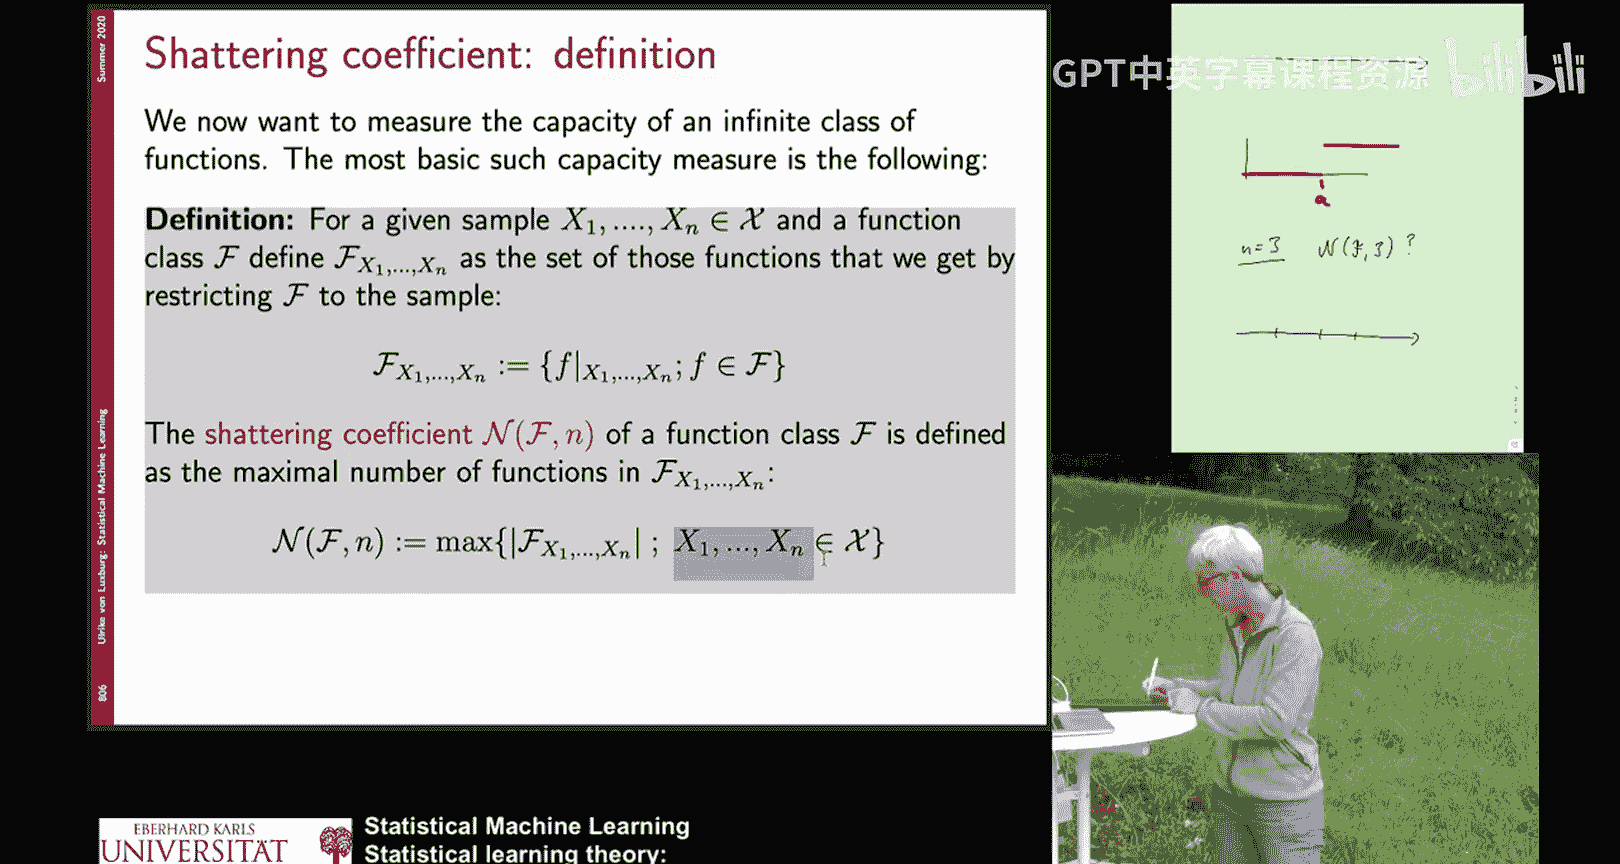 Summer 2020
Shattering coefficient: definition
We now want to measure the capacity of an infinite class of
functions. The most basic such capacity measure is the following:
Definition: For a given sample X₁, ...., Xₙ ∈ 𝒳 and a function
class ℱ define ℱ_{X₁,...,Xₙ} as the set of those functions that we get by
restricting ℱ to the sample:
ℱ_{X₁,...,Xₙ} := {f|_{X₁,...,Xₙ}; f ∈ ℱ}
The shattering coefficient 𝒩(ℱ, n) of a function class ℱ is defined
as the maximal number of functions in ℱ_{X₁,...,Xₙ}:
𝒩(ℱ, n) := max{|ℱ_{X₁,...,Xₙ}| ; X₁, ..., Xₙ ∈ 𝒳}
Ulrike von Luxburg: Statistical Machine Learning
806
GPT中英字幕课程资源
bilibili
a
n=3 𝒩(ℱ,3) ?
EBERHARD KARLS
UNIVERSITÄT
Statistical Machine Learning
Statistical learning theory: